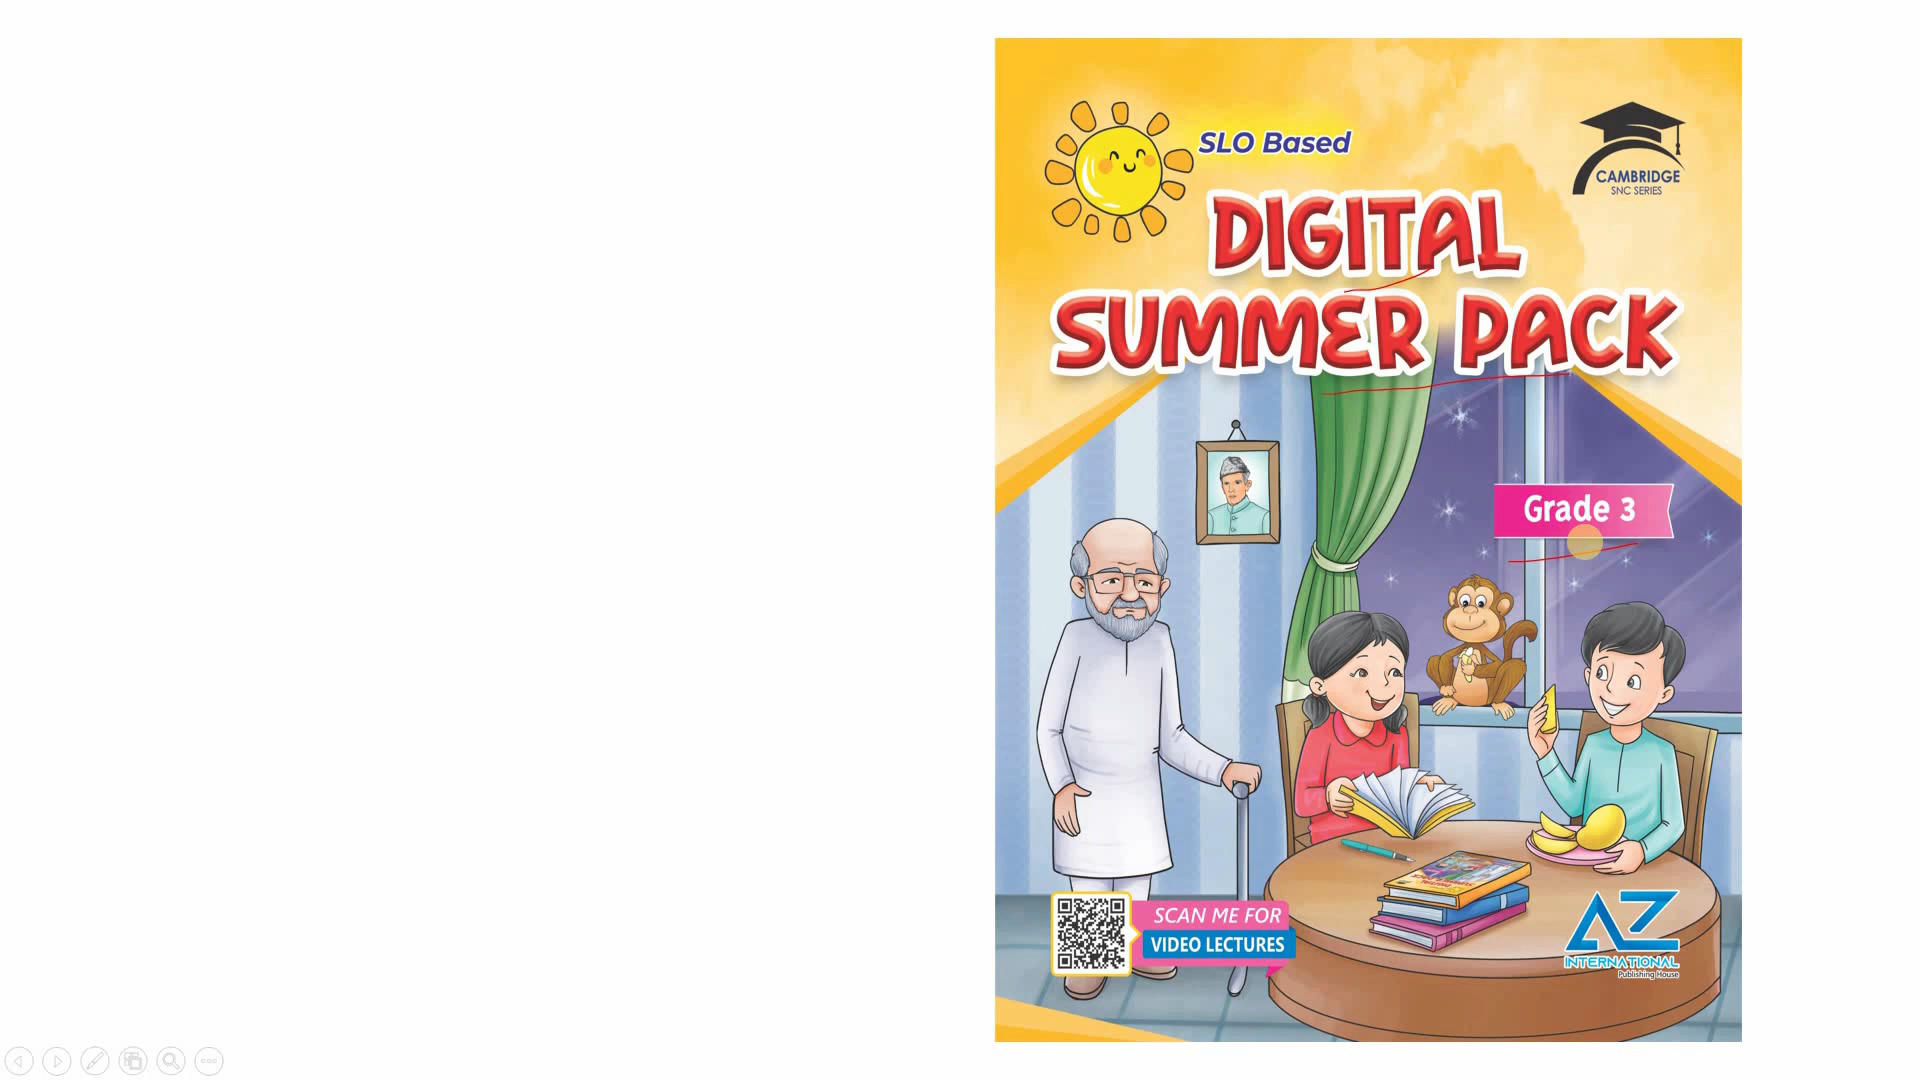 SLO Based
CAMBRIDGE
SNC SERIES
DIGITAL
SUMMER PACK
Grade 3
SCAN ME FOR
VIDEO LECTURES
AZ
INTERNATIONAL
Publishing House